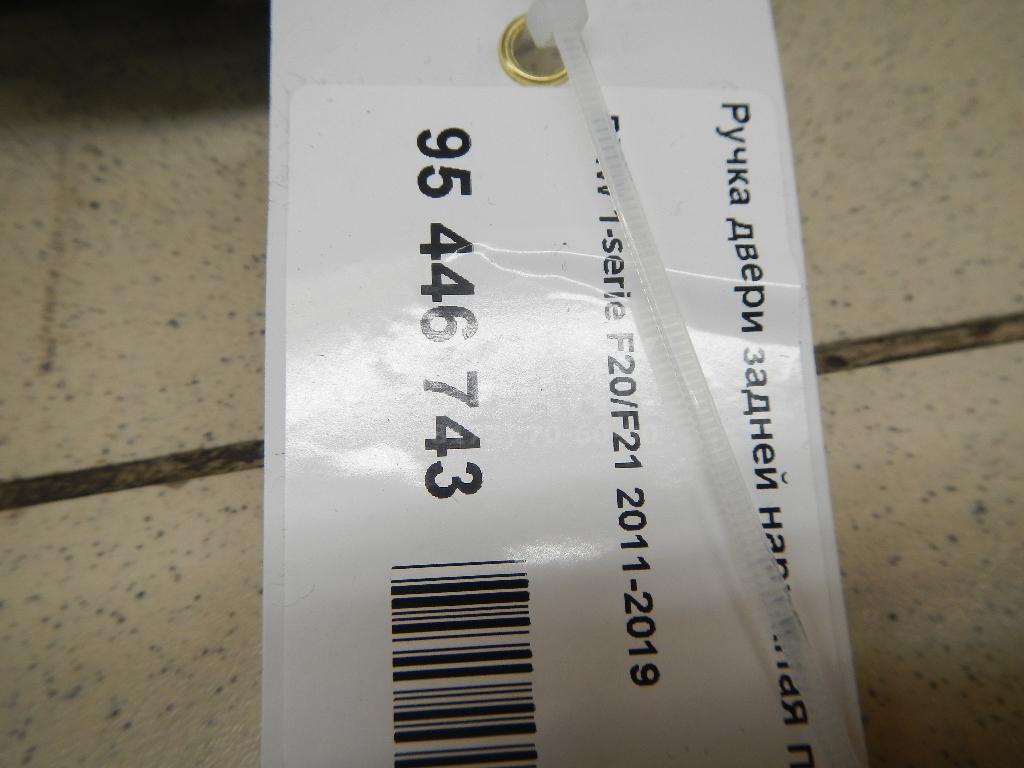 Ручка двери задней
1-serie F20/F21 2011-2019
95 446 743